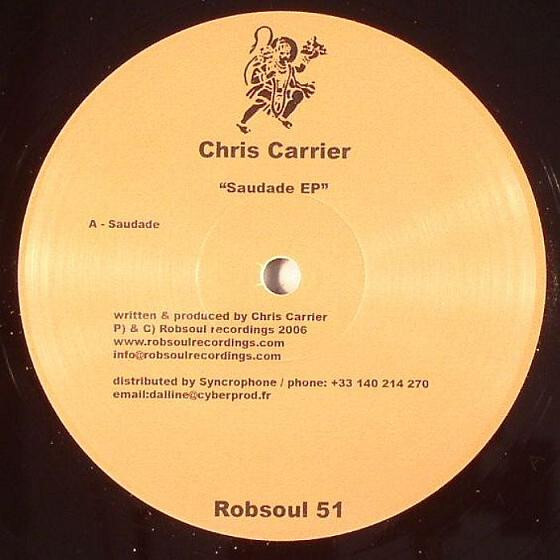 Chris Carrier
“Saudade EP”
A - Saudade
written & produced by Chris Carrier
P) & C) Robsoul recordings 2006
www.robsoulrecordings.com
info@robsoulrecordings.com
distributed by Syncrophone / phone: +33 140 214 270
email:dalline@cyberprod.fr
Robsoul 51